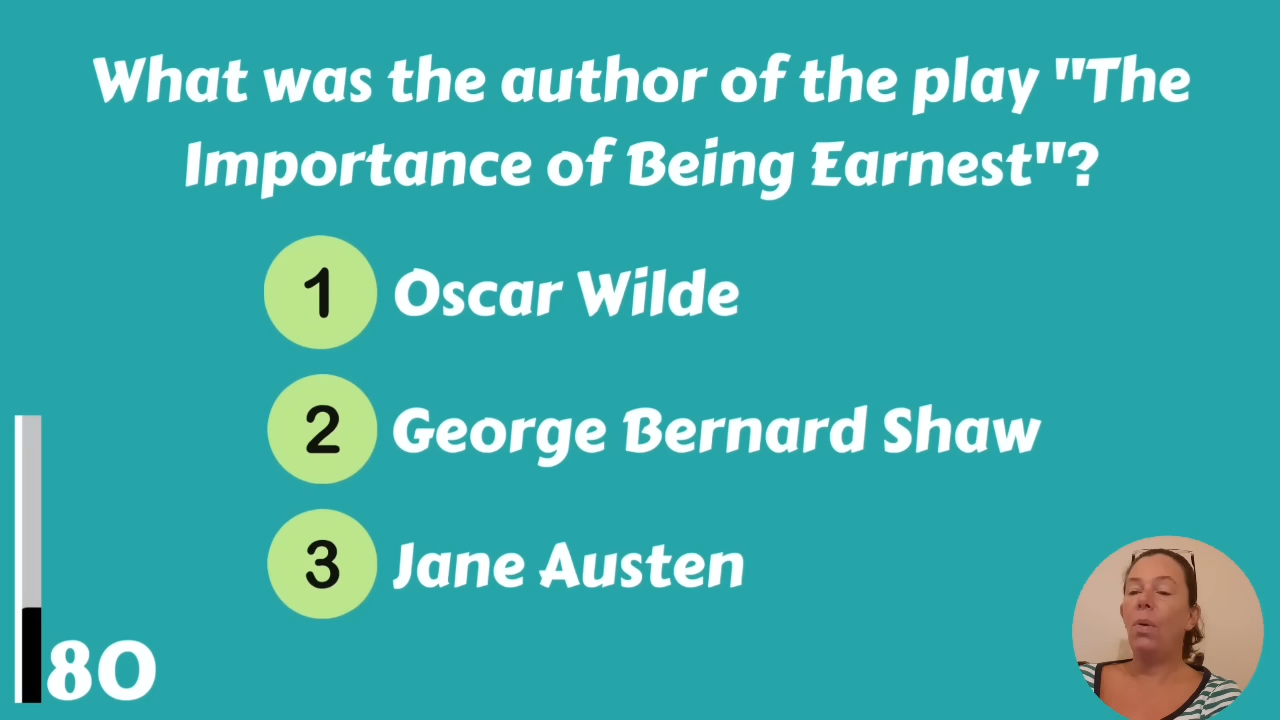 What was the author of the play "The
Importance of Being Earnest"?
1 Oscar Wilde
2 George Bernard Shaw
3 Jane Austen
80